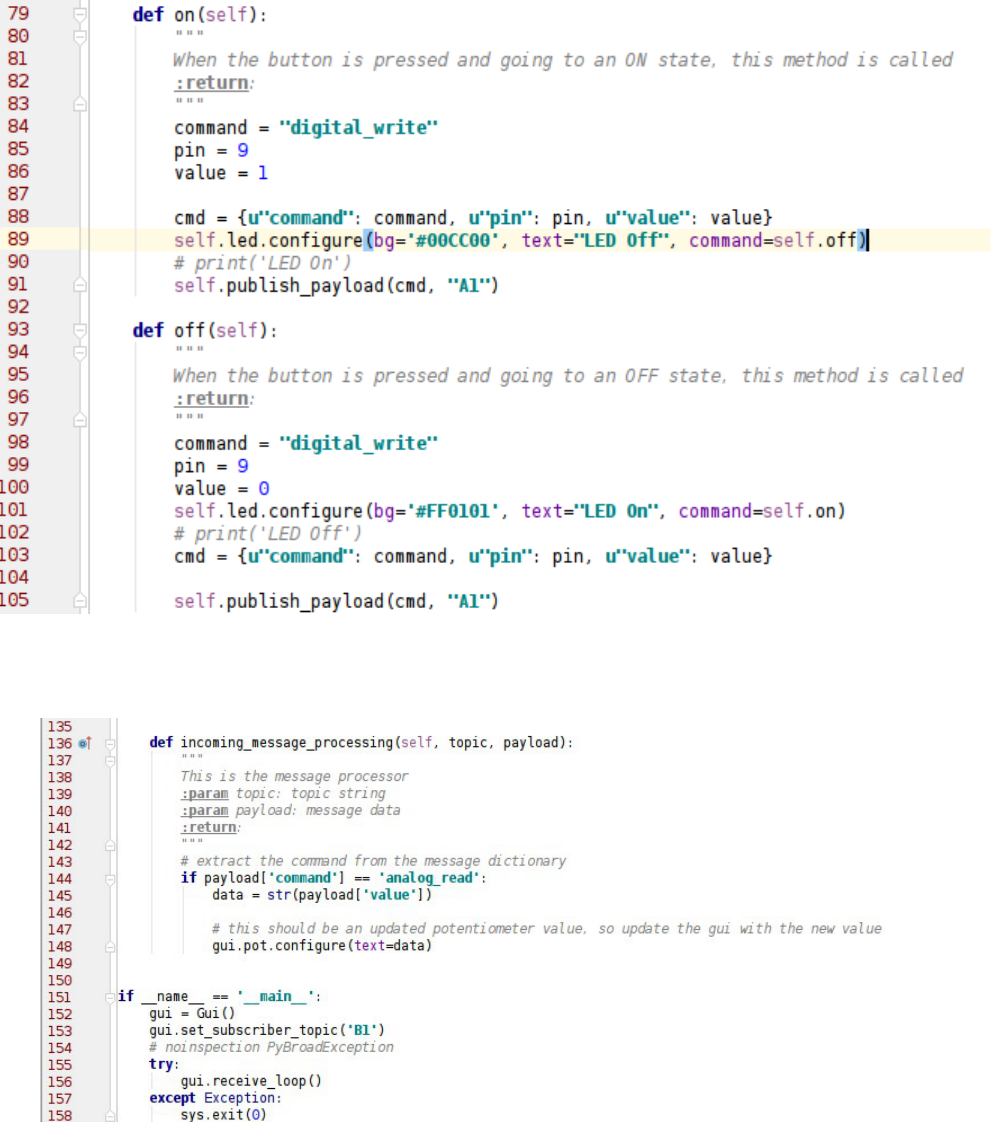 79 def on(self):
80 """
81 When the button is pressed and going to an ON state, this method is called
82 :return:
83 """
84 command = "digital_write"
85 pin = 9
86 value = 1
87
88 cmd = {u"command": command, u"pin": pin, u"value": value}
89 self.led.configure(bg='#00CC00', text="LED Off", command=self.off)
90 # print('LED On')
91 self.publish_payload(cmd, "A1")
92
93 def off(self):
94 """
95 When the button is pressed and going to an OFF state, this method is called
96 :return:
97 """
98 command = "digital_write"
99 pin = 9
100 value = 0
101 self.led.configure(bg='#FF0101', text="LED On", command=self.on)
102 # print('LED Off')
103 cmd = {u"command": command, u"pin": pin, u"value": value}
104
105 self.publish_payload(cmd, "A1")
135
136 def incoming_message_processing(self, topic, payload):
137 """
138 This is the message processor
139 :param topic: topic string
140 :param payload: message data
141 :return:
142 """
143 # extract the command from the message dictionary
144 if payload['command'] == 'analog_read':
145 data = str(payload['value'])
146
147 # this should be an updated potentiometer value, so update the gui with the new value
148 gui.pot.configure(text=data)
149
150
151 if __name__ == '__main__':
152 gui = Gui()
153 gui.set_subscriber_topic('B1')
154 # noinspection PyBroadException
155 try:
156 gui.receive_loop()
157 except Exception:
158 sys.exit(0)